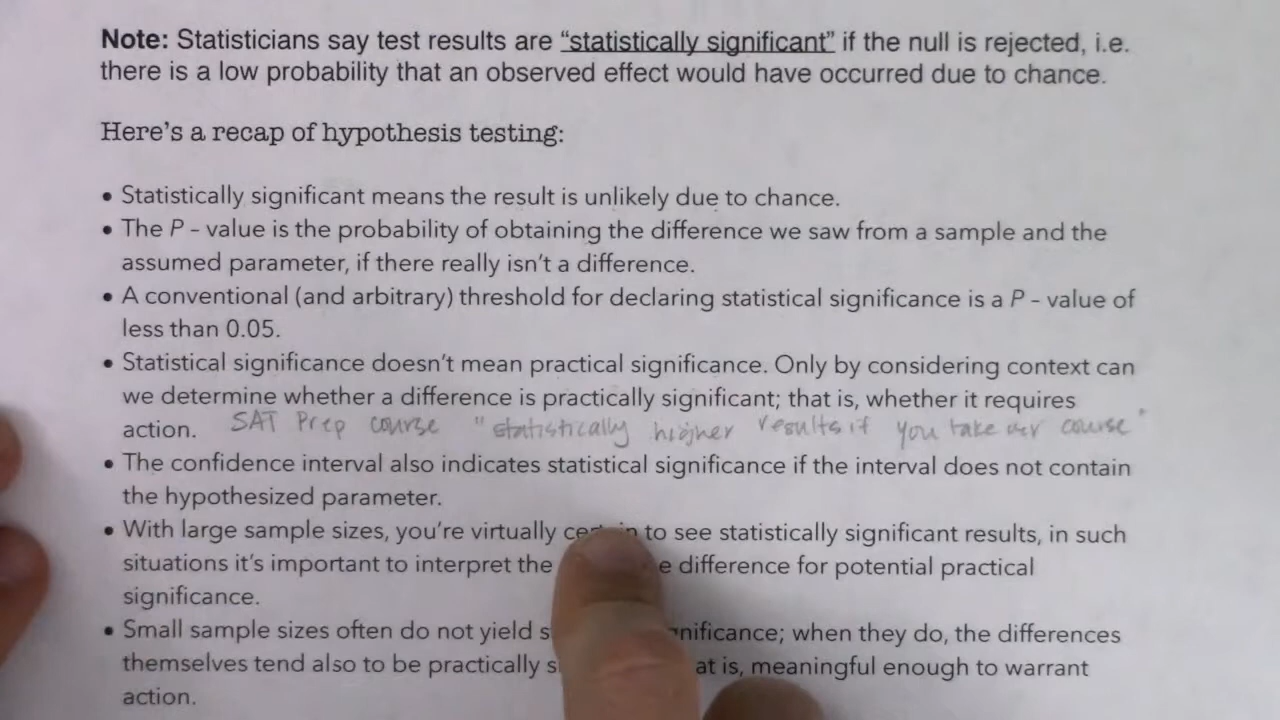 Note: Statisticians say test results are “statistically significant” if the null is rejected, i.e.
there is a low probability that an observed effect would have occurred due to chance.
Here’s a recap of hypothesis testing:
• Statistically significant means the result is unlikely due to chance.
• The P – value is the probability of obtaining the difference we saw from a sample and the
assumed parameter, if there really isn’t a difference.
• A conventional (and arbitrary) threshold for declaring statistical significance is a P – value of
less than 0.05.
• Statistical significance doesn’t mean practical significance. Only by considering context can
we determine whether a difference is practically significant; that is, whether it requires
action. SAT Prep course "statistically higher results if you take our course"
• The confidence interval also indicates statistical significance if the interval does not contain
the hypothesized parameter.
• With large sample sizes, you’re virtually to see statistically significant results, in such
situations it’s important to interpret the difference for potential practical
significance.
• Small sample sizes often do not yield when they do, the differences
themselves tend also to be practically is, meaningful enough to warrant
action.